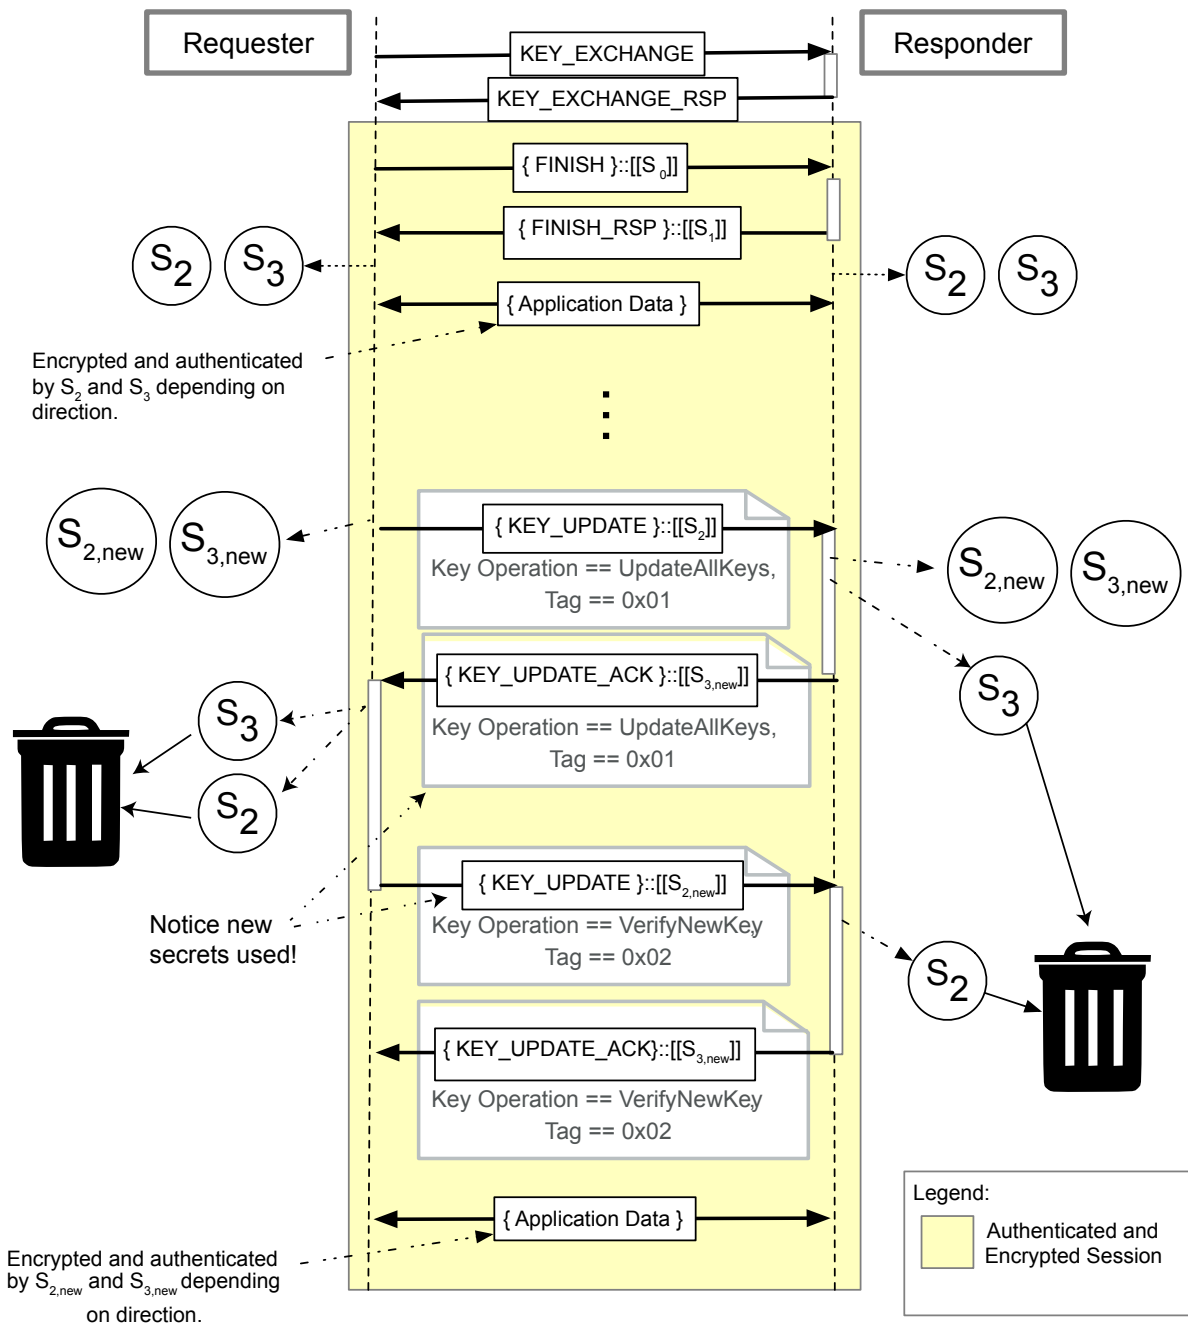 Requester
Responder
KEY_EXCHANGE
KEY_EXCHANGE_RSP
{ FINISH }::[[S0]]
{ FINISH_RSP }::[[S1]]
S2 S3
S2 S3
{ Application Data }
Encrypted and authenticated
by S2 and S3 depending on
direction.
{ KEY_UPDATE }::[[S2]]
Key Operation == UpdateAllKeys,
Tag == 0x01
S2,new S3,new
S2,new S3,new
{ KEY_UPDATE_ACK }::[[S3,new]]
Key Operation == UpdateAllKeys,
Tag == 0x01
S3
S3
S2
{ KEY_UPDATE }::[[S2,new]]
Key Operation == VerifyNewKey,
Tag == 0x02
Notice new
secrets used!
S2
{ KEY_UPDATE_ACK}::[[S3,new]]
Key Operation == VerifyNewKey,
Tag == 0x02
{ Application Data }
Encrypted and authenticated
by S2,new and S3,new depending
on direction.
Legend:
Authenticated and
Encrypted Session